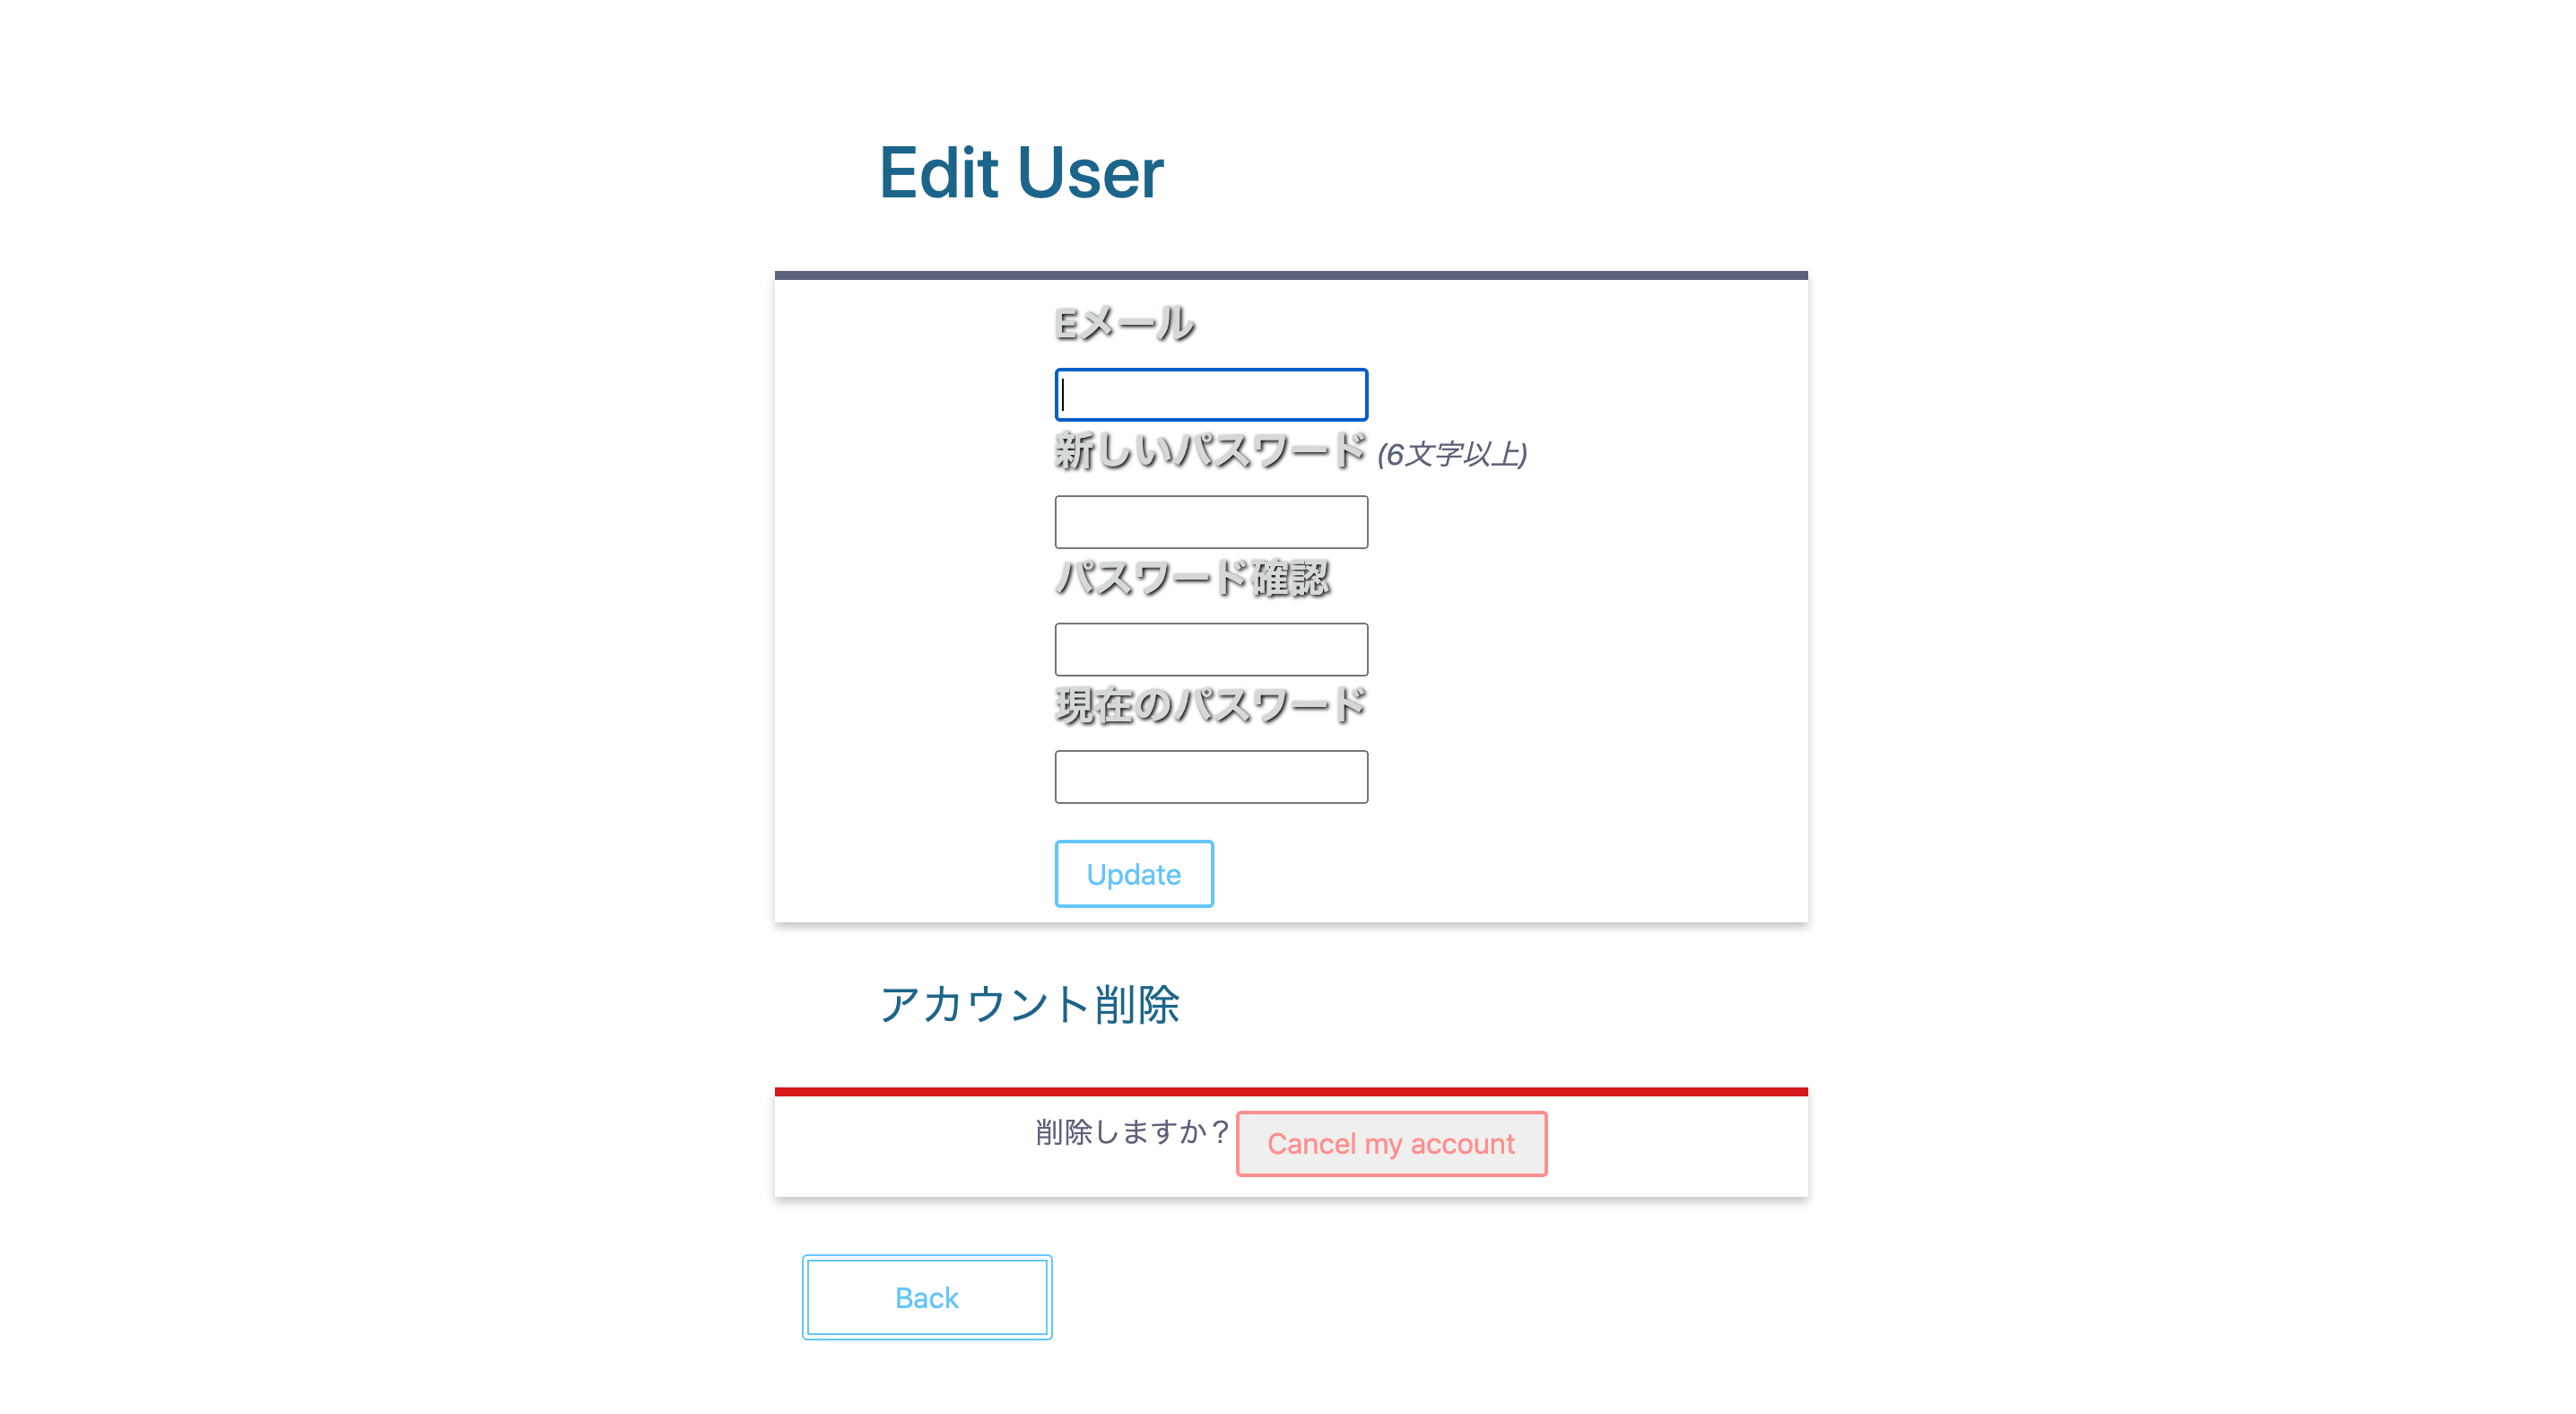 Edit User
Eメール
新しいパスワード (6文字以上)
パスワード確認
現在のパスワード
Update
アカウント削除
削除しますか？ Cancel my account
Back